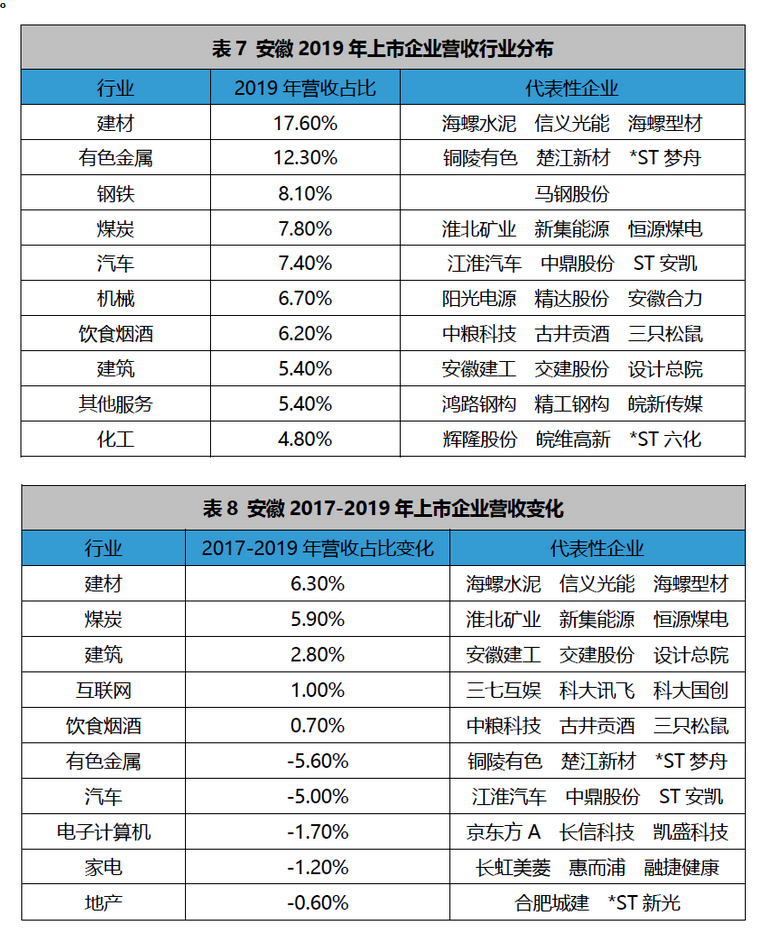 。
表 7 安徽 2019 年上市企业营收行业分布
行业 2019 年营收占比 代表性企业
建材 17.60% 海螺水泥 信义光能 海螺型材
有色金属 12.30% 铜陵有色 楚江新材 *ST 梦舟
钢铁 8.10% 马钢股份
煤炭 7.80% 淮北矿业 新集能源 恒源煤电
汽车 7.40% 江淮汽车 中鼎股份 ST 安凯
机械 6.70% 阳光电源 精达股份 安徽合力
饮食烟酒 6.20% 中粮科技 古井贡酒 三只松鼠
建筑 5.40% 安徽建工 交建股份 设计总院
其他服务 5.40% 鸿路钢构 精工钢构 皖新传媒
化工 4.80% 辉隆股份 皖维高新 *ST 六化
表 8 安徽 2017-2019 年上市企业营收变化
行业 2017-2019 年营收占比变化 代表性企业
建材 6.30% 海螺水泥 信义光能 海螺型材
煤炭 5.90% 淮北矿业 新集能源 恒源煤电
建筑 2.80% 安徽建工 交建股份 设计总院
互联网 1.00% 三七互娱 科大讯飞 科大国创
饮食烟酒 0.70% 中粮科技 古井贡酒 三只松鼠
有色金属 -5.60% 铜陵有色 楚江新材 *ST 梦舟
汽车 -5.00% 江淮汽车 中鼎股份 ST 安凯
电子计算机 -1.70% 京东方 A 长信科技 凯盛科技
家电 -1.20% 长虹美菱 惠而浦 融捷健康
地产 -0.60% 合肥城建 *ST 新光